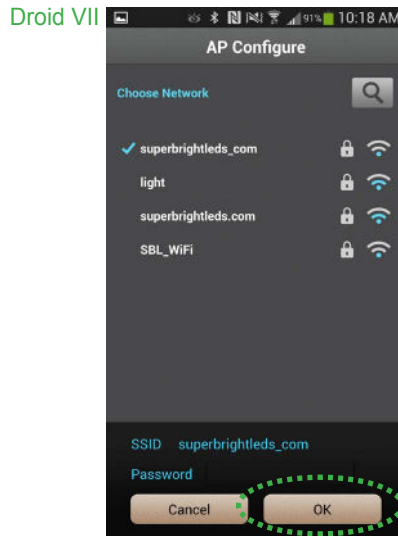 Droid VII
91% 10:18 AM
AP Configure
Choose Network
superbrightleds_com
light
superbrightleds.com
SBL_WiFi
SSID superbrightleds_com
Password
Cancel OK